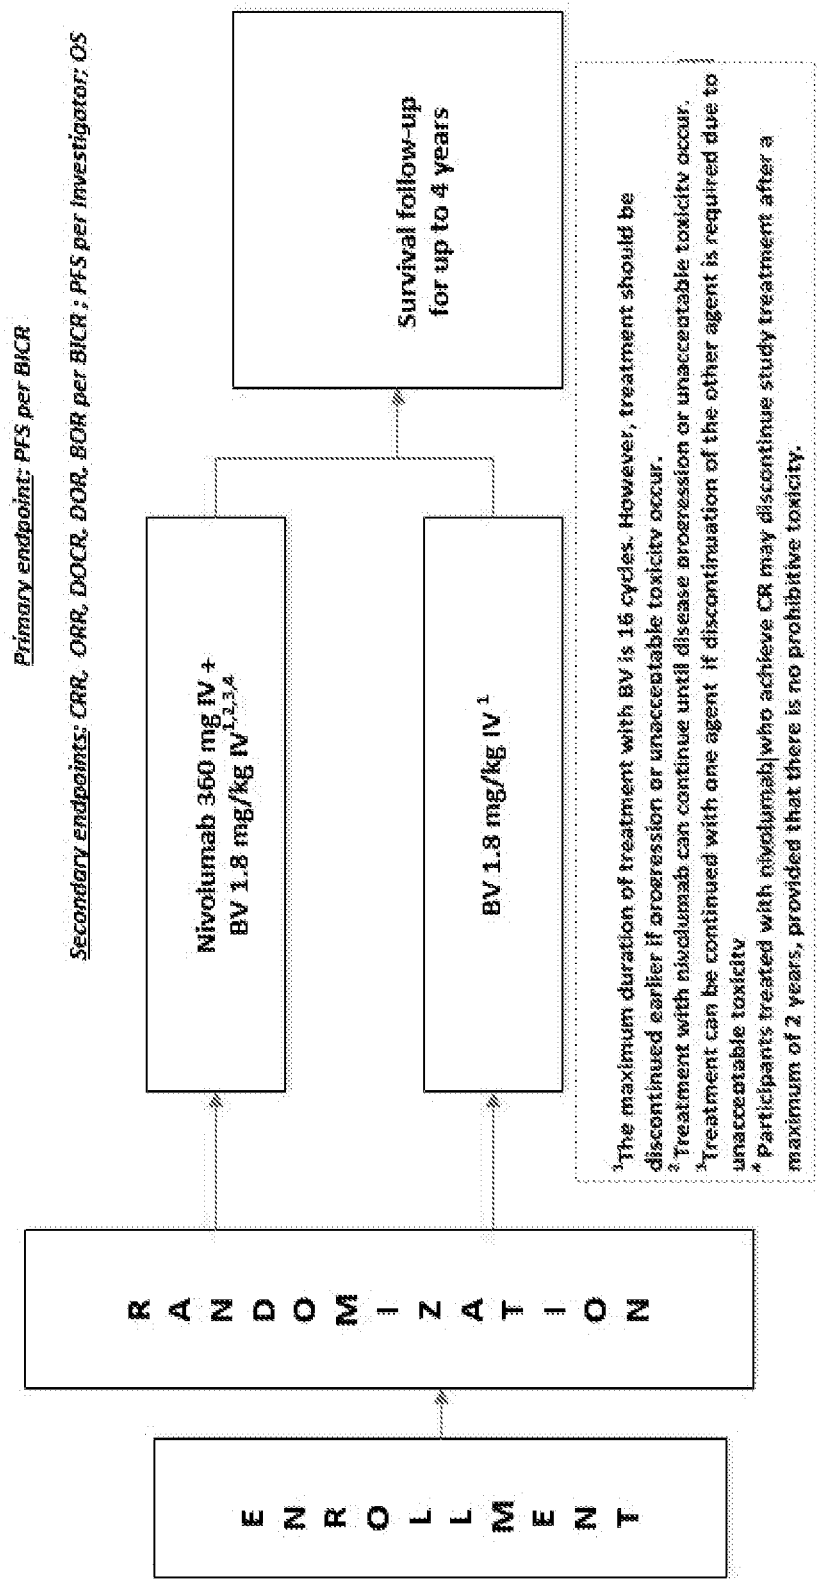 Primary endpoint: PFS per BICR
Secondary endpoints: CRR, ORR, DOCR, DOR, BOR per BICR ; PFS per Investigator; OS
E
N
R
O
L
L
M
E
N
T
R
A
N
D
O
M
I
Z
A
T
I
O
N
Nivolumab 360 mg IV +
BV 1.8 mg/kg IV1,2,3,4
BV 1.8 mg/kg IV 1
Survival follow-up
for up to 4 years
1The maximum duration of treatment with BV is 16 cycles. However, treatment should be
discontinued earlier if progression or unacceptable toxicity occur.
2 Treatment with nivolumab can continue until disease progression or unacceptable toxicity occur.
3Treatment can be continued with one agent if discontinuation of the other agent is required due to
unacceptable toxicity
4 Participants treated with nivolumab who achieve CR may discontinue study treatment after a
maximum of 2 years, provided that there is no prohibitive toxicity.